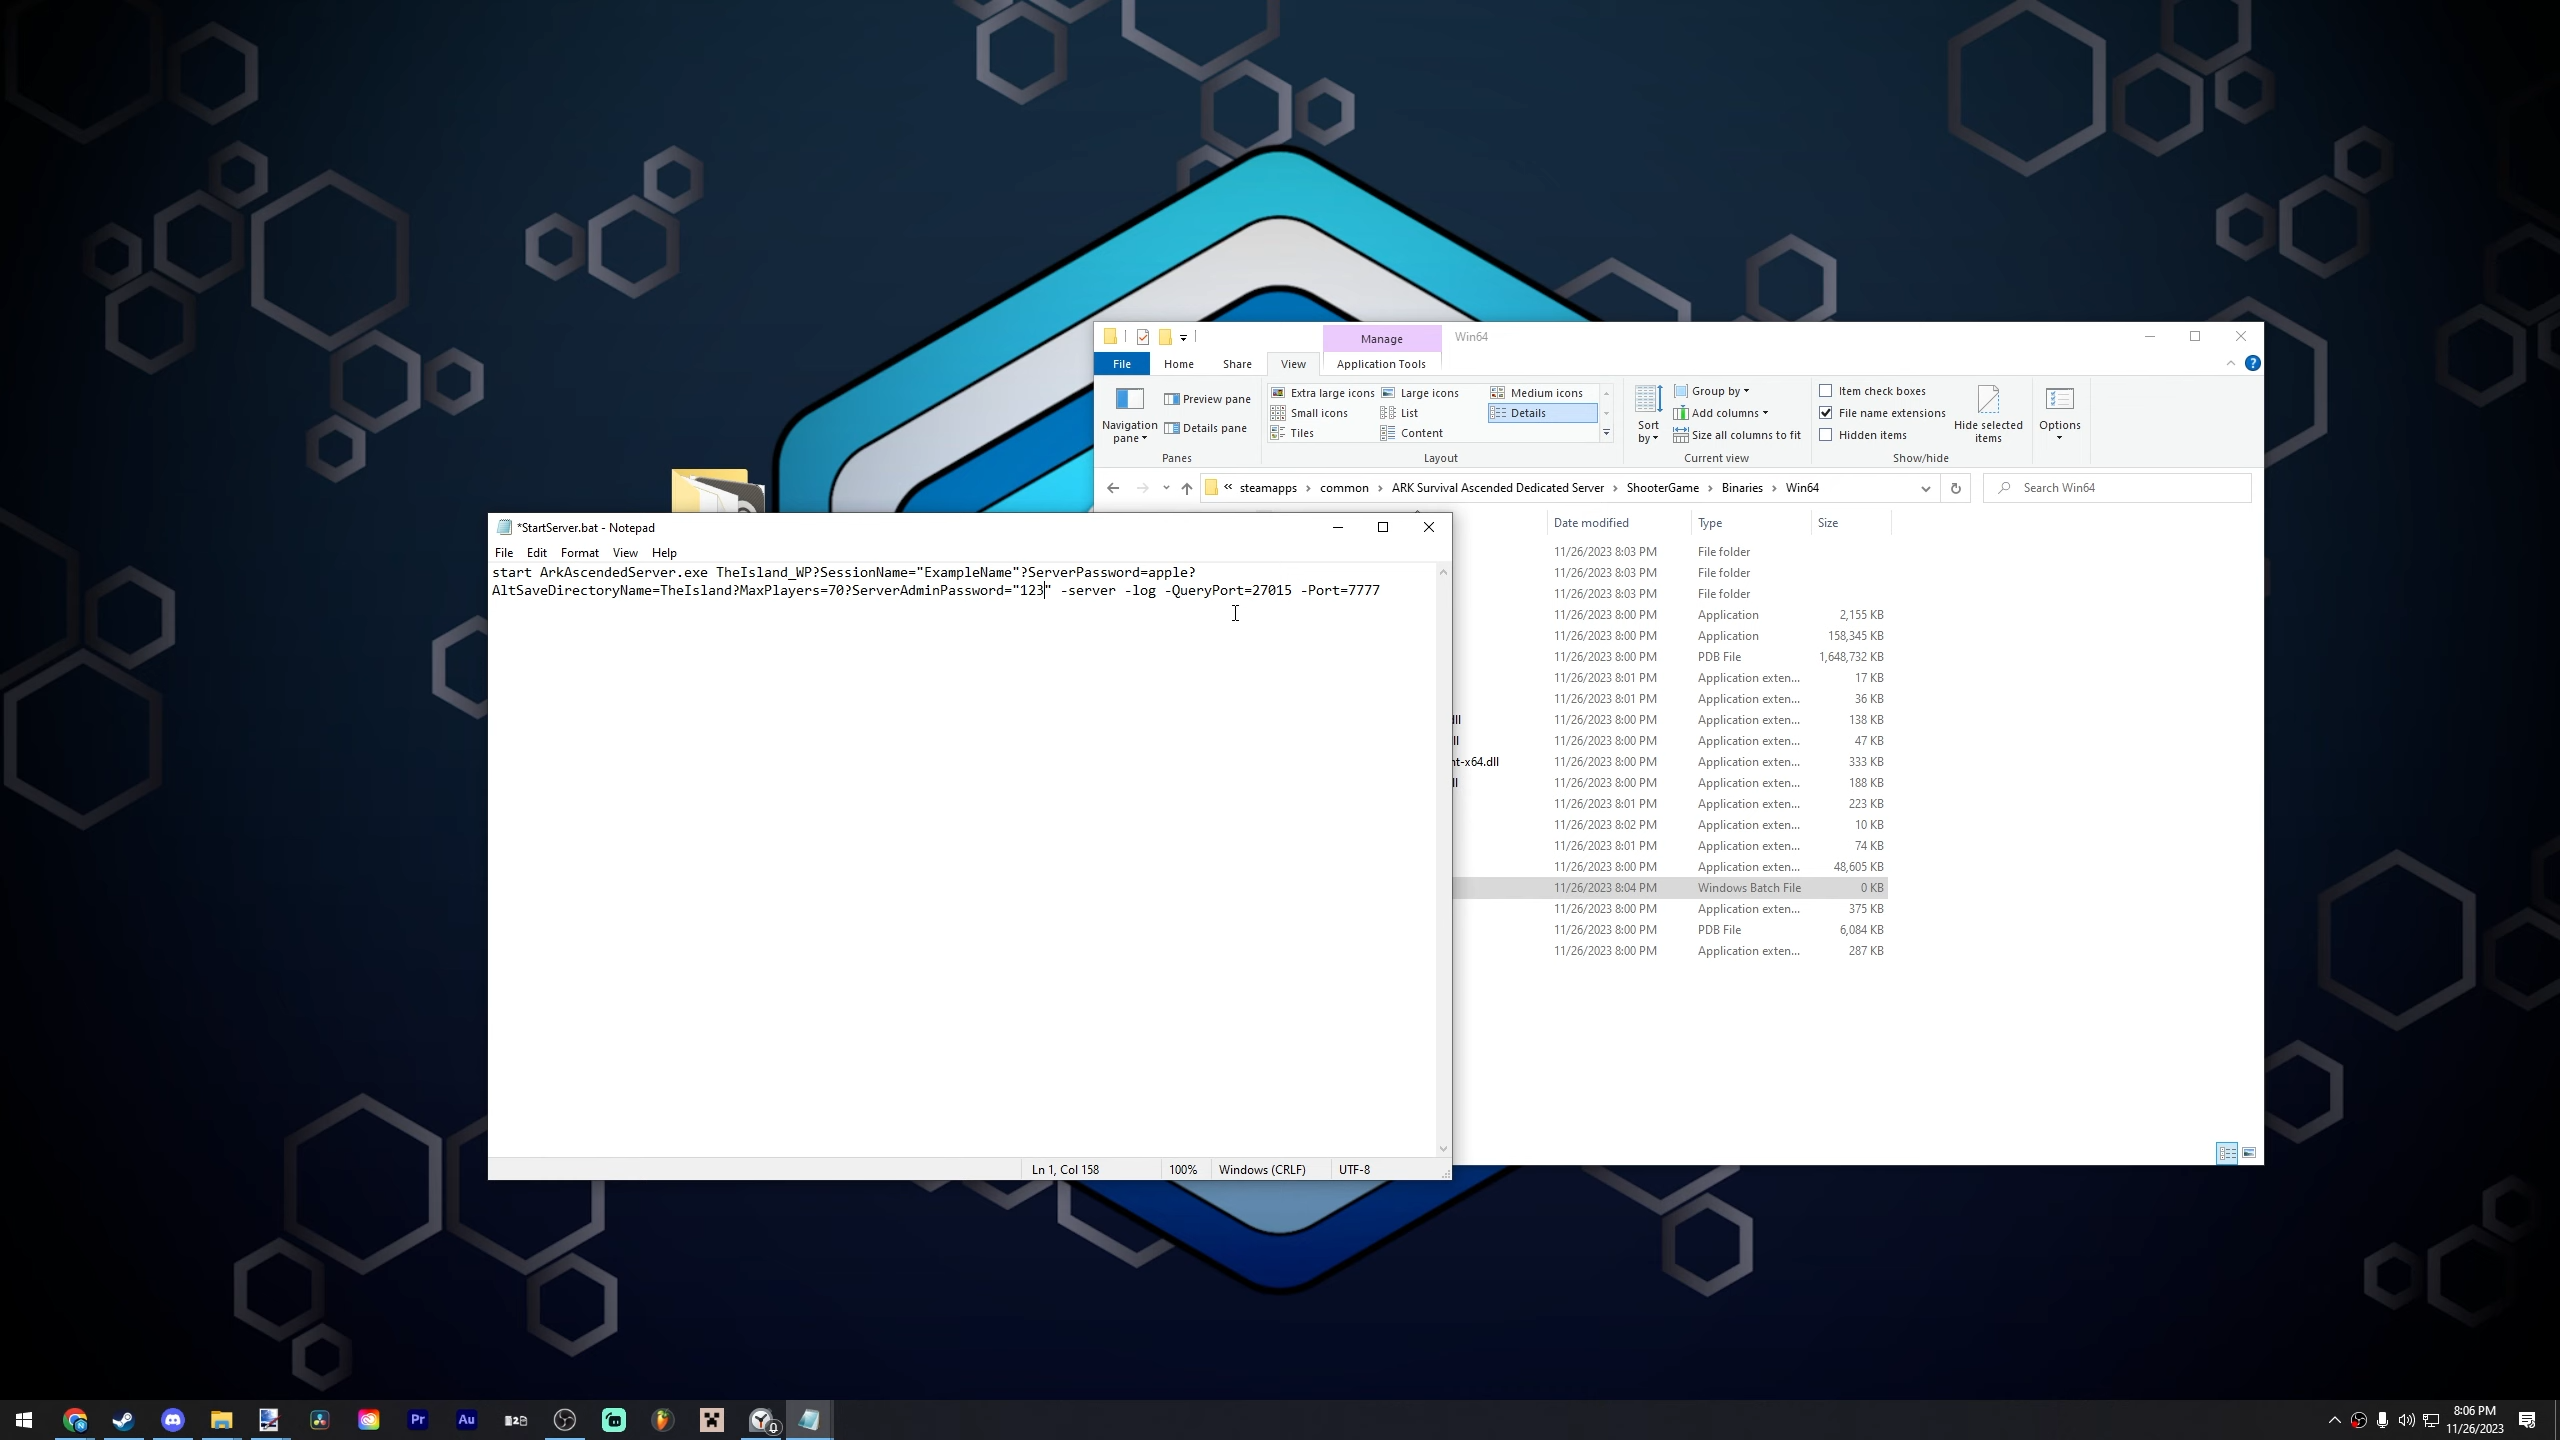 Manage
Win64
File
Home
Share
View
Application Tools
Navigation pane
Preview pane
Details pane
Panes
Extra large icons
Large icons
Medium icons
Small icons
List
Details
Tiles
Content
Layout
Sort by
Group by
Add columns
Size all columns to fit
Current view
Item check boxes
File name extensions
Hidden items
Hide selected items
Show/hide
Options
« steamapps › common › ARK Survival Ascended Dedicated Server › ShooterGame › Binaries › Win64
Search Win64
Date modified Type Size
11/26/2023 8:03 PM File folder
11/26/2023 8:03 PM File folder
11/26/2023 8:03 PM File folder
11/26/2023 8:00 PM Application 2,155 KB
11/26/2023 8:00 PM Application 158,345 KB
11/26/2023 8:00 PM PDB File 1,648,732 KB
11/26/2023 8:01 PM Application exten... 17 KB
11/26/2023 8:01 PM Application exten... 36 KB
dll 11/26/2023 8:00 PM Application exten... 138 KB
ll 11/26/2023 8:00 PM Application exten... 47 KB
nt-x64.dll 11/26/2023 8:00 PM Application exten... 333 KB
ll 11/26/2023 8:00 PM Application exten... 188 KB
11/26/2023 8:01 PM Application exten... 223 KB
11/26/2023 8:02 PM Application exten... 10 KB
11/26/2023 8:01 PM Application exten... 74 KB
11/26/2023 8:00 PM Application exten... 48,605 KB
11/26/2023 8:04 PM Windows Batch File 0 KB
11/26/2023 8:00 PM Application exten... 375 KB
11/26/2023 8:00 PM PDB File 6,084 KB
11/26/2023 8:00 PM Application exten... 287 KB
*StartServer.bat - Notepad
File Edit Format View Help
start ArkAscendedServer.exe TheIsland_WP?SessionName="ExampleName"?ServerPassword=apple?
AltSaveDirectoryName=TheIsland?MaxPlayers=70?ServerAdminPassword="123" -server -log -QueryPort=27015 -Port=7777
Ln 1, Col 158 100% Windows (CRLF) UTF-8
Pr
Au
8:06 PM
11/26/2023